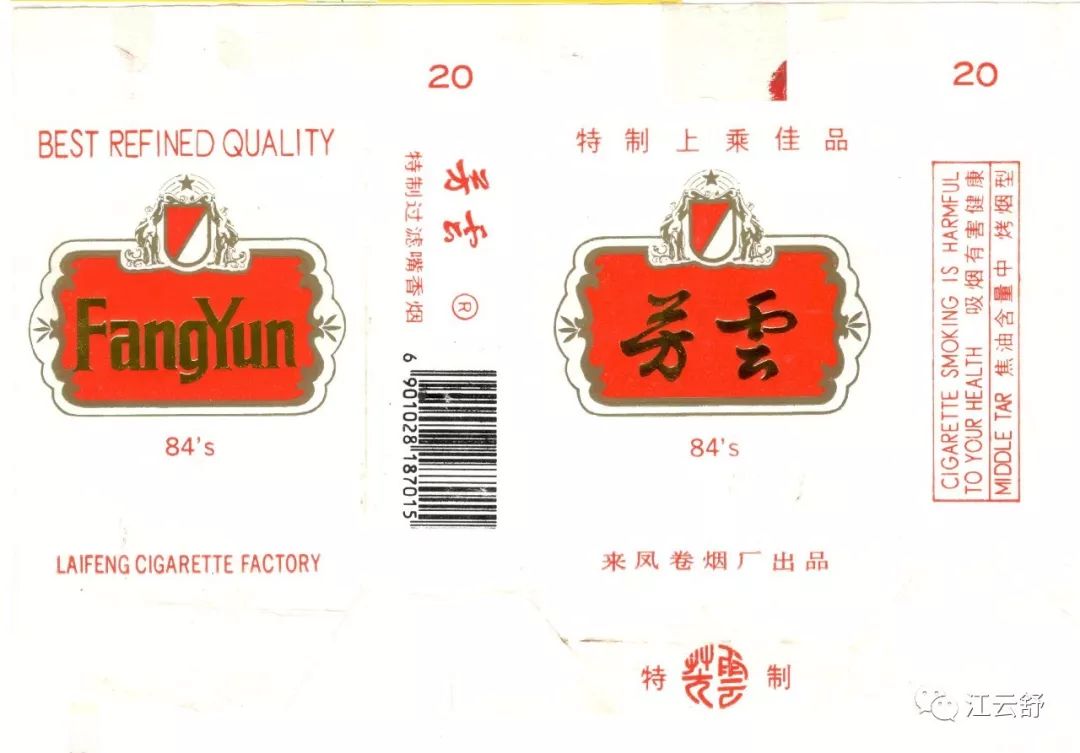 BEST REFINED QUALITY
FangYun
84's
LAIFENG CIGARETTE FACTORY
20
芳云
®
特制过滤嘴香烟
6 901028 187015
特制上乘佳品
芳雲
84's
来凤卷烟厂出品
特 芳雲 制
20
CIGARETTE SMOKING IS HARMFUL
TO YOUR HEALTH 吸烟有害健康
MIDDLE TAR 焦油含量中 烤烟型
江云舒